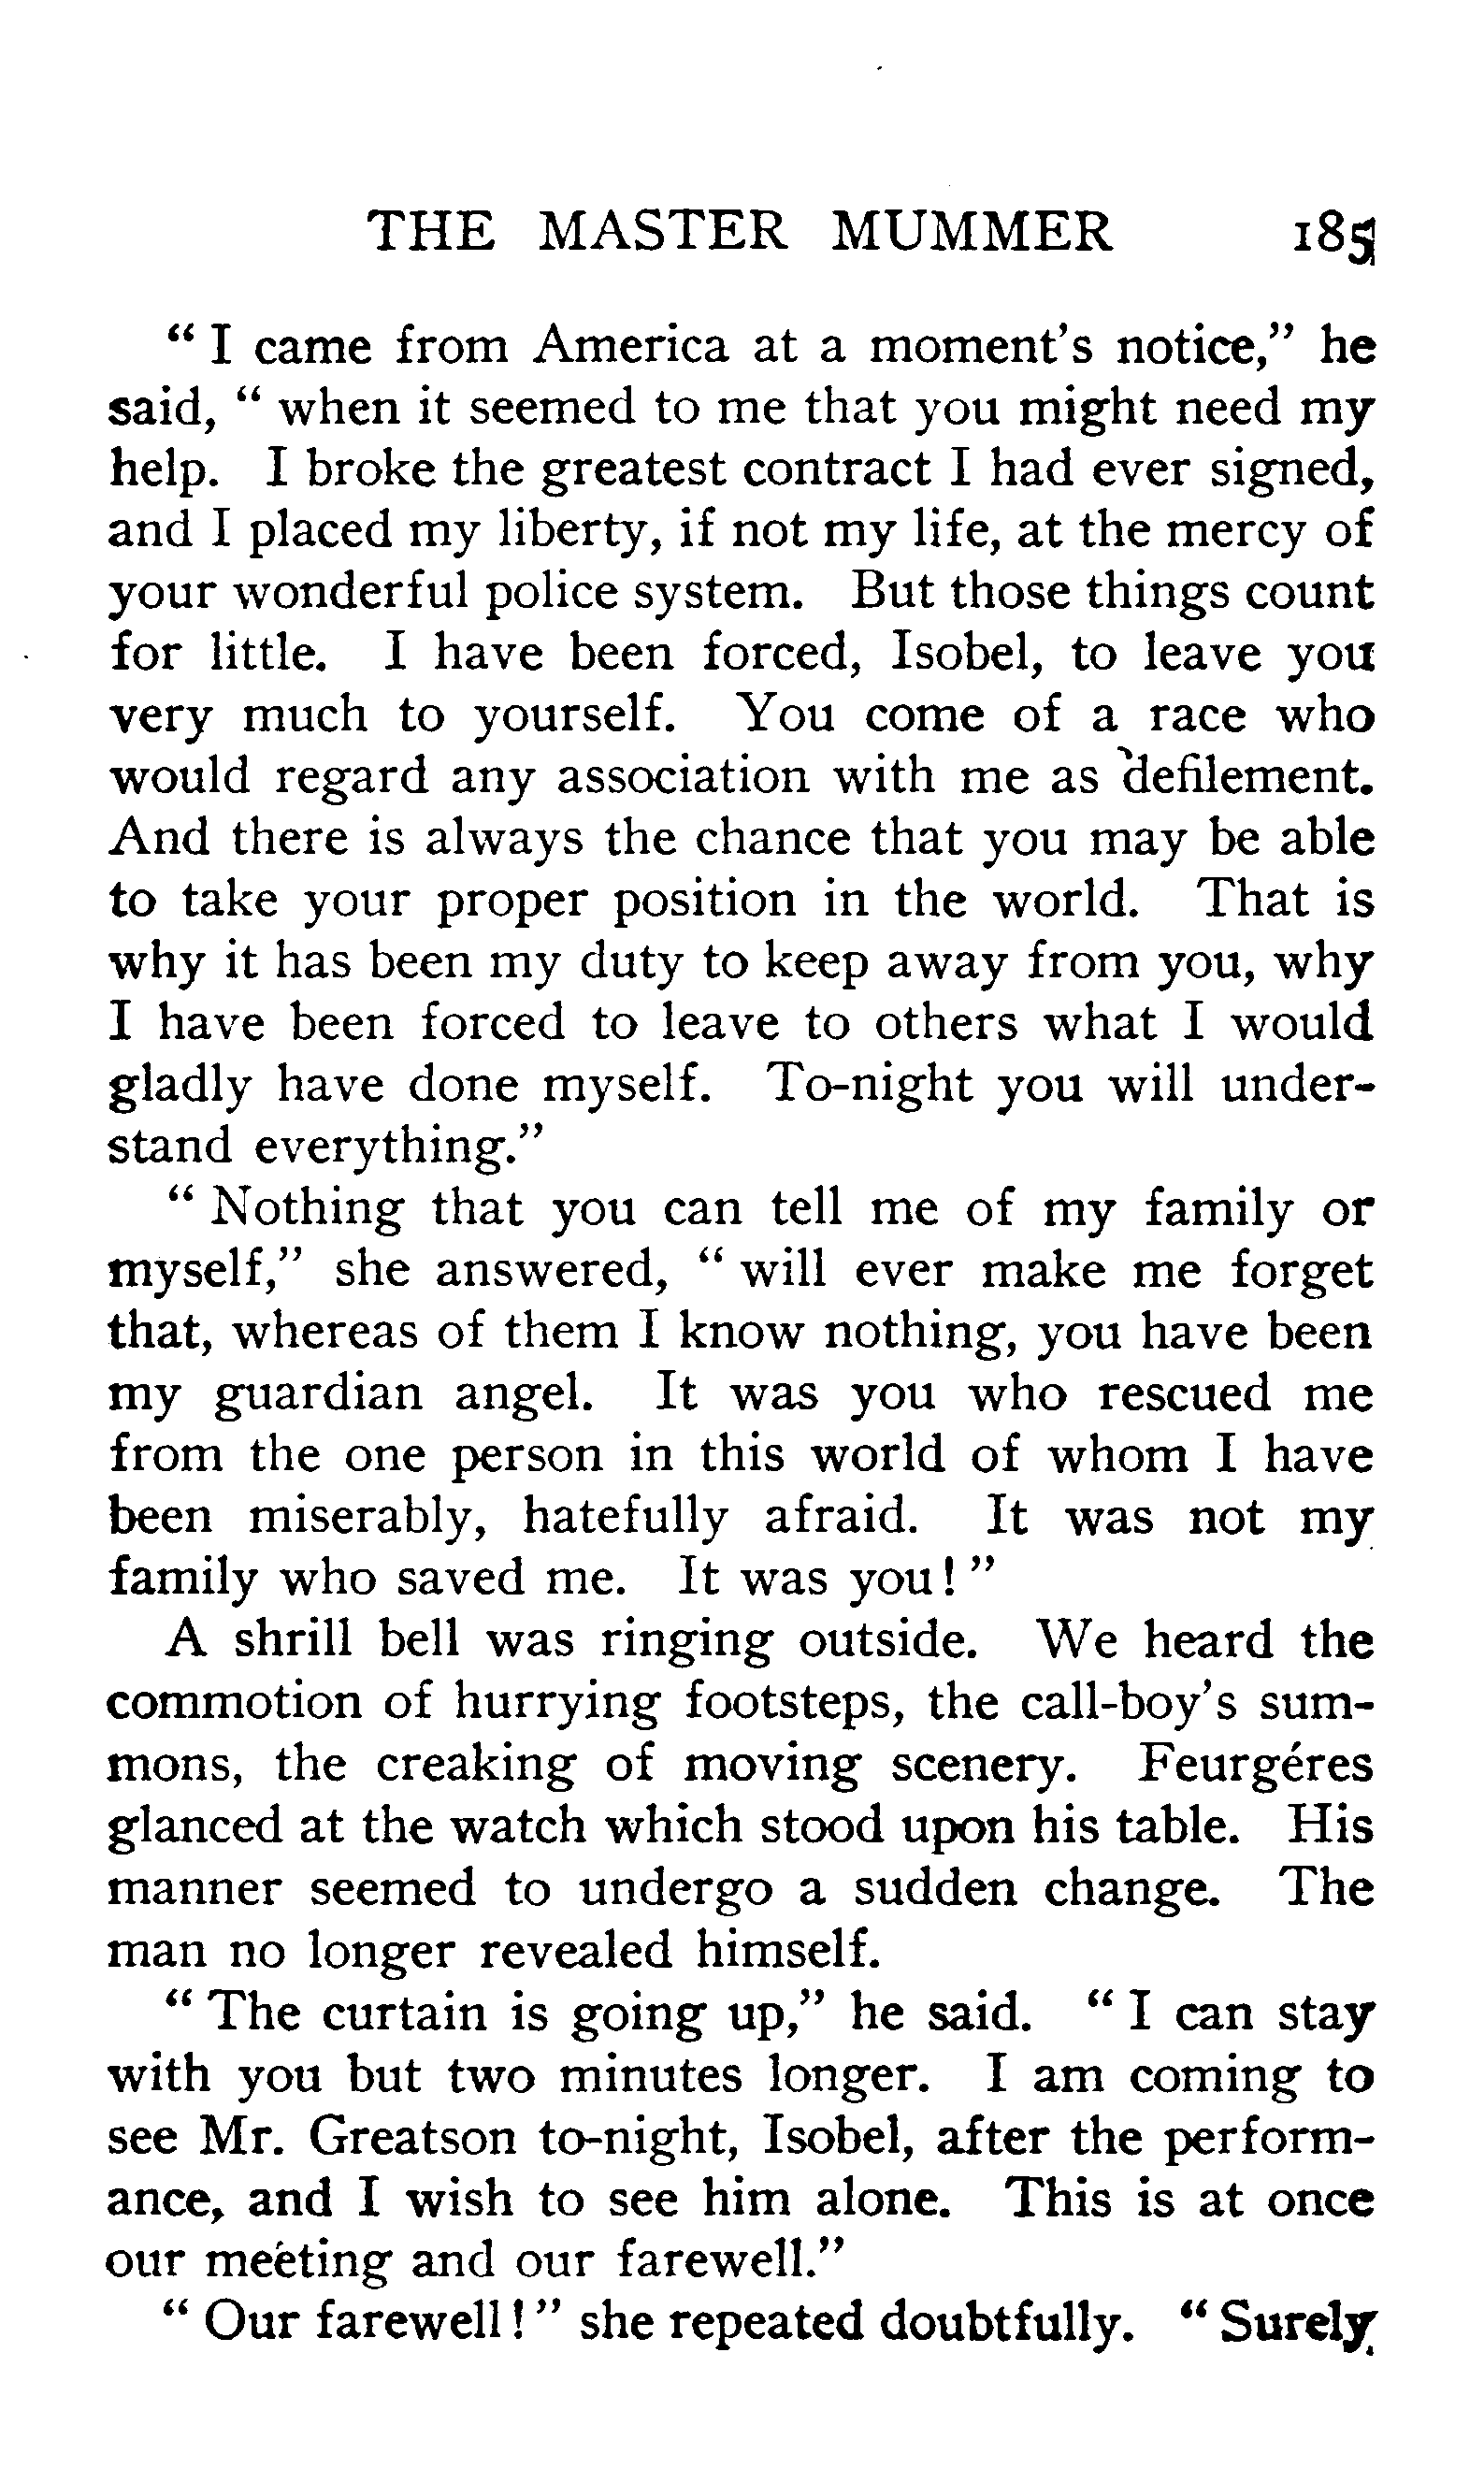 THE MASTER MUMMER 185
“ I came from America at a moment’s notice,” he
said, “ when it seemed to me that you might need my
help. I broke the greatest contract I had ever signed,
and I placed my liberty, if not my life, at the mercy of
your wonderful police system. But those things count
for little. I have been forced, Isobel, to leave you
very much to yourself. You come of a race who
would regard any association with me as defilement.
And there is always the chance that you may be able
to take your proper position in the world. That is
why it has been my duty to keep away from you, why
I have been forced to leave to others what I would
gladly have done myself. To-night you will under-
stand everything.”
“ Nothing that you can tell me of my family or
myself,” she answered, “ will ever make me forget
that, whereas of them I know nothing, you have been
my guardian angel. It was you who rescued me
from the one person in this world of whom I have
been miserably, hatefully afraid. It was not my
family who saved me. It was you! ”
A shrill bell was ringing outside. We heard the
commotion of hurrying footsteps, the call-boy’s sum-
mons, the creaking of moving scenery. Feurgéres
glanced at the watch which stood upon his table. His
manner seemed to undergo a sudden change. The
man no longer revealed himself.
“ The curtain is going up,” he said. “ I can stay
with you but two minutes longer. I am coming to
see Mr. Greatson to-night, Isobel, after the perform-
ance, and I wish to see him alone. This is at once
our meeting and our farewell.”
“ Our farewell! ” she repeated doubtfully. “ Surely